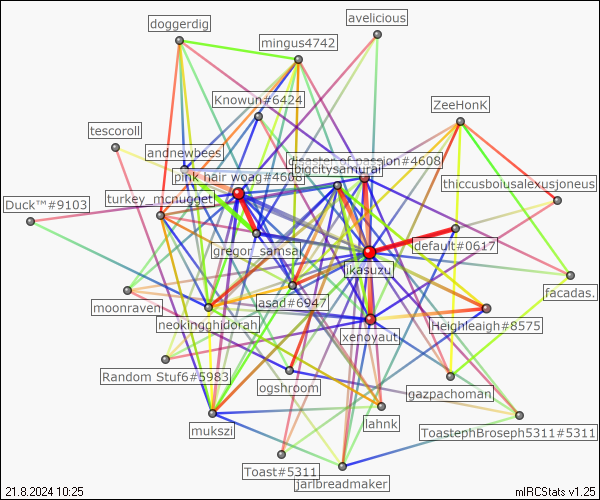 doggerdig
avelicious
mingus4742
Knowun#6424
ZeeHonK
tescoroll
andnewbees
disaster of passion#4608
bigcitysamurai
pink hair woag#4608
thiccusboiusalexusjoneus
turkey_mcnugget
Duck™#9103
default#0617
gregor_samsa
ikasuzu
facadas.
moonraven
asad#6947
neokingghidorah
Heighleaigh#8575
xenoyaut
Random Stuf6#5983
ogshroom
gazpachoman
lahnk
mukszi
ToastephBroseph5311#5311
Toast#5311
jarlbreadmaker
21.8.2024 10:25
mIRCStats v1.25